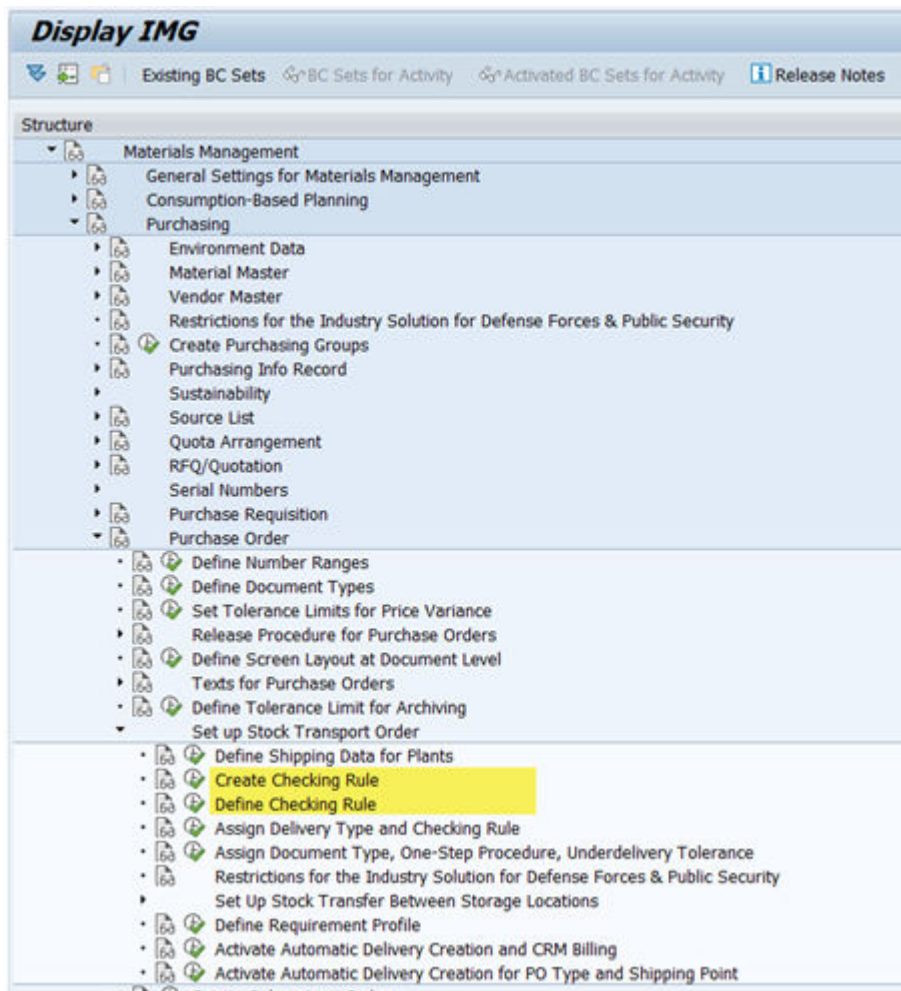 Display IMG
Existing BC Sets BC Sets for Activity Activated BC Sets for Activity Release Notes
Structure
Materials Management
General Settings for Materials Management
Consumption-Based Planning
Purchasing
Environment Data
Material Master
Vendor Master
Restrictions for the Industry Solution for Defense Forces & Public Security
Create Purchasing Groups
Purchasing Info Record
Sustainability
Source List
Quota Arrangement
RFQ/Quotation
Serial Numbers
Purchase Requisition
Purchase Order
Define Number Ranges
Define Document Types
Set Tolerance Limits for Price Variance
Release Procedure for Purchase Orders
Define Screen Layout at Document Level
Texts for Purchase Orders
Define Tolerance Limit for Archiving
Set up Stock Transport Order
Define Shipping Data for Plants
Create Checking Rule
Define Checking Rule
Assign Delivery Type and Checking Rule
Assign Document Type, One-Step Procedure, Underdelivery Tolerance
Restrictions for the Industry Solution for Defense Forces & Public Security
Set Up Stock Transfer Between Storage Locations
Define Requirement Profile
Activate Automatic Delivery Creation and CRM Billing
Activate Automatic Delivery Creation for PO Type and Shipping Point